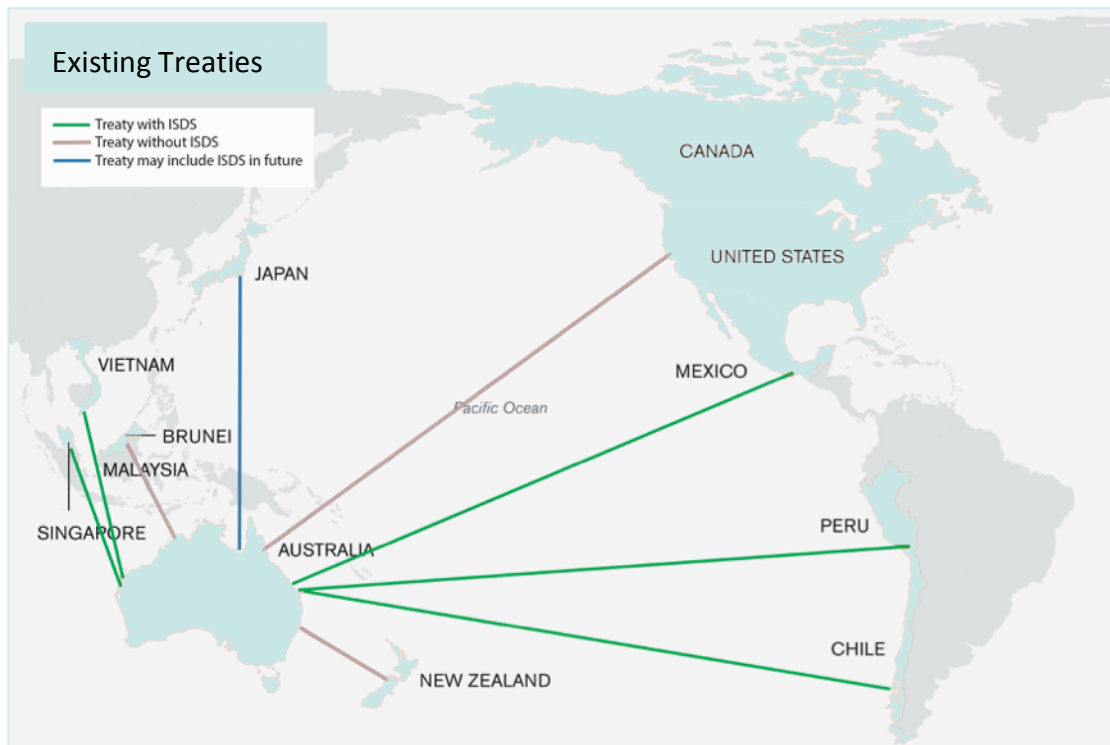 Existing Treaties
Treaty with ISDS
Treaty without ISDS
Treaty may include ISDS in future
CANADA
UNITED STATES
JAPAN
VIETNAM
MEXICO
Pacific Ocean
BRUNEI
MALAYSIA
SINGAPORE
PERU
AUSTRALIA
CHILE
NEW ZEALAND